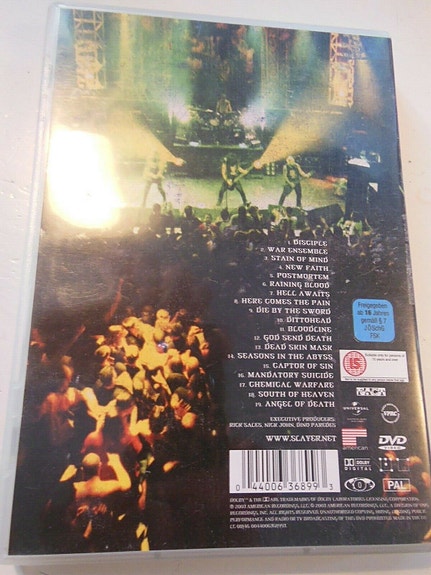 1. DISCIPLE
2. WAR ENSEMBLE
3. STAIN OF MIND
4. NEW FAITH
5. POSTMORTEM
6. RAINING BLOOD
7. HELL AWAITS
8. HERE COMES THE PAIN
9. DIE BY THE SWORD
10. DITTOHEAD
11. BLOODLINE
12. GOD SEND DEATH
13. DEAD SKIN MASK
14. SEASONS IN THE ABYSS
15. CAPTOR OF SIN
16. MANDATORY SUICIDE
17. CHEMICAL WARFARE
18. SOUTH OF HEAVEN
19. ANGEL OF DEATH
EXECUTIVE PRODUCERS:
RICK SALES, NICK JOHN, DINO PAREDES
WWW.SLAYER.NET
Freigegeben
ab 16 Jahren
gemäß § 7
JÖSchG
FSK
15
UNIVERSAL
american
DVD
VIDEO
DOLBY
DIGITAL
PAL
0 44006 36899 3